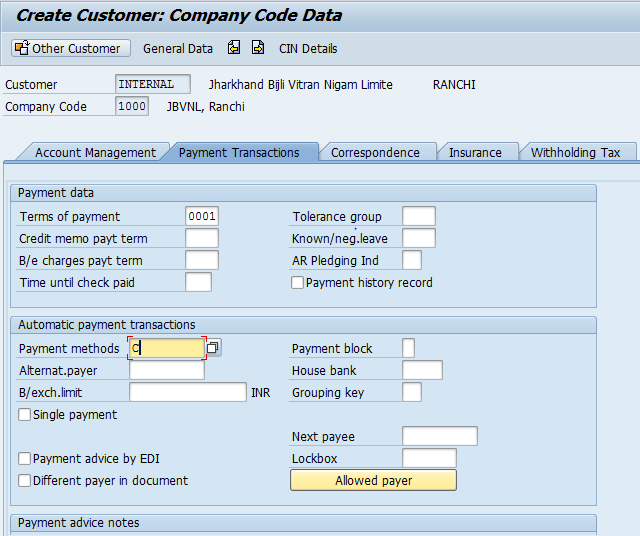 Create Customer: Company Code Data
Other Customer General Data CIN Details
Customer INTERNAL Jharkhand Bijli Vitran Nigam Limite RANCHI
Company Code 1000 JBVNL, Ranchi
Account Management Payment Transactions Correspondence Insurance Withholding Tax
Payment data
Terms of payment 0001 Tolerance group
Credit memo payt term Known/neg.leave
B/e charges payt term AR Pledging Ind
Time until check paid Payment history record
Automatic payment transactions
Payment methods C Payment block
Alternat.payer House bank
B/exch.limit INR Grouping key
Single payment
Next payee
Payment advice by EDI Lockbox
Different payer in document Allowed payer
Payment advice notes